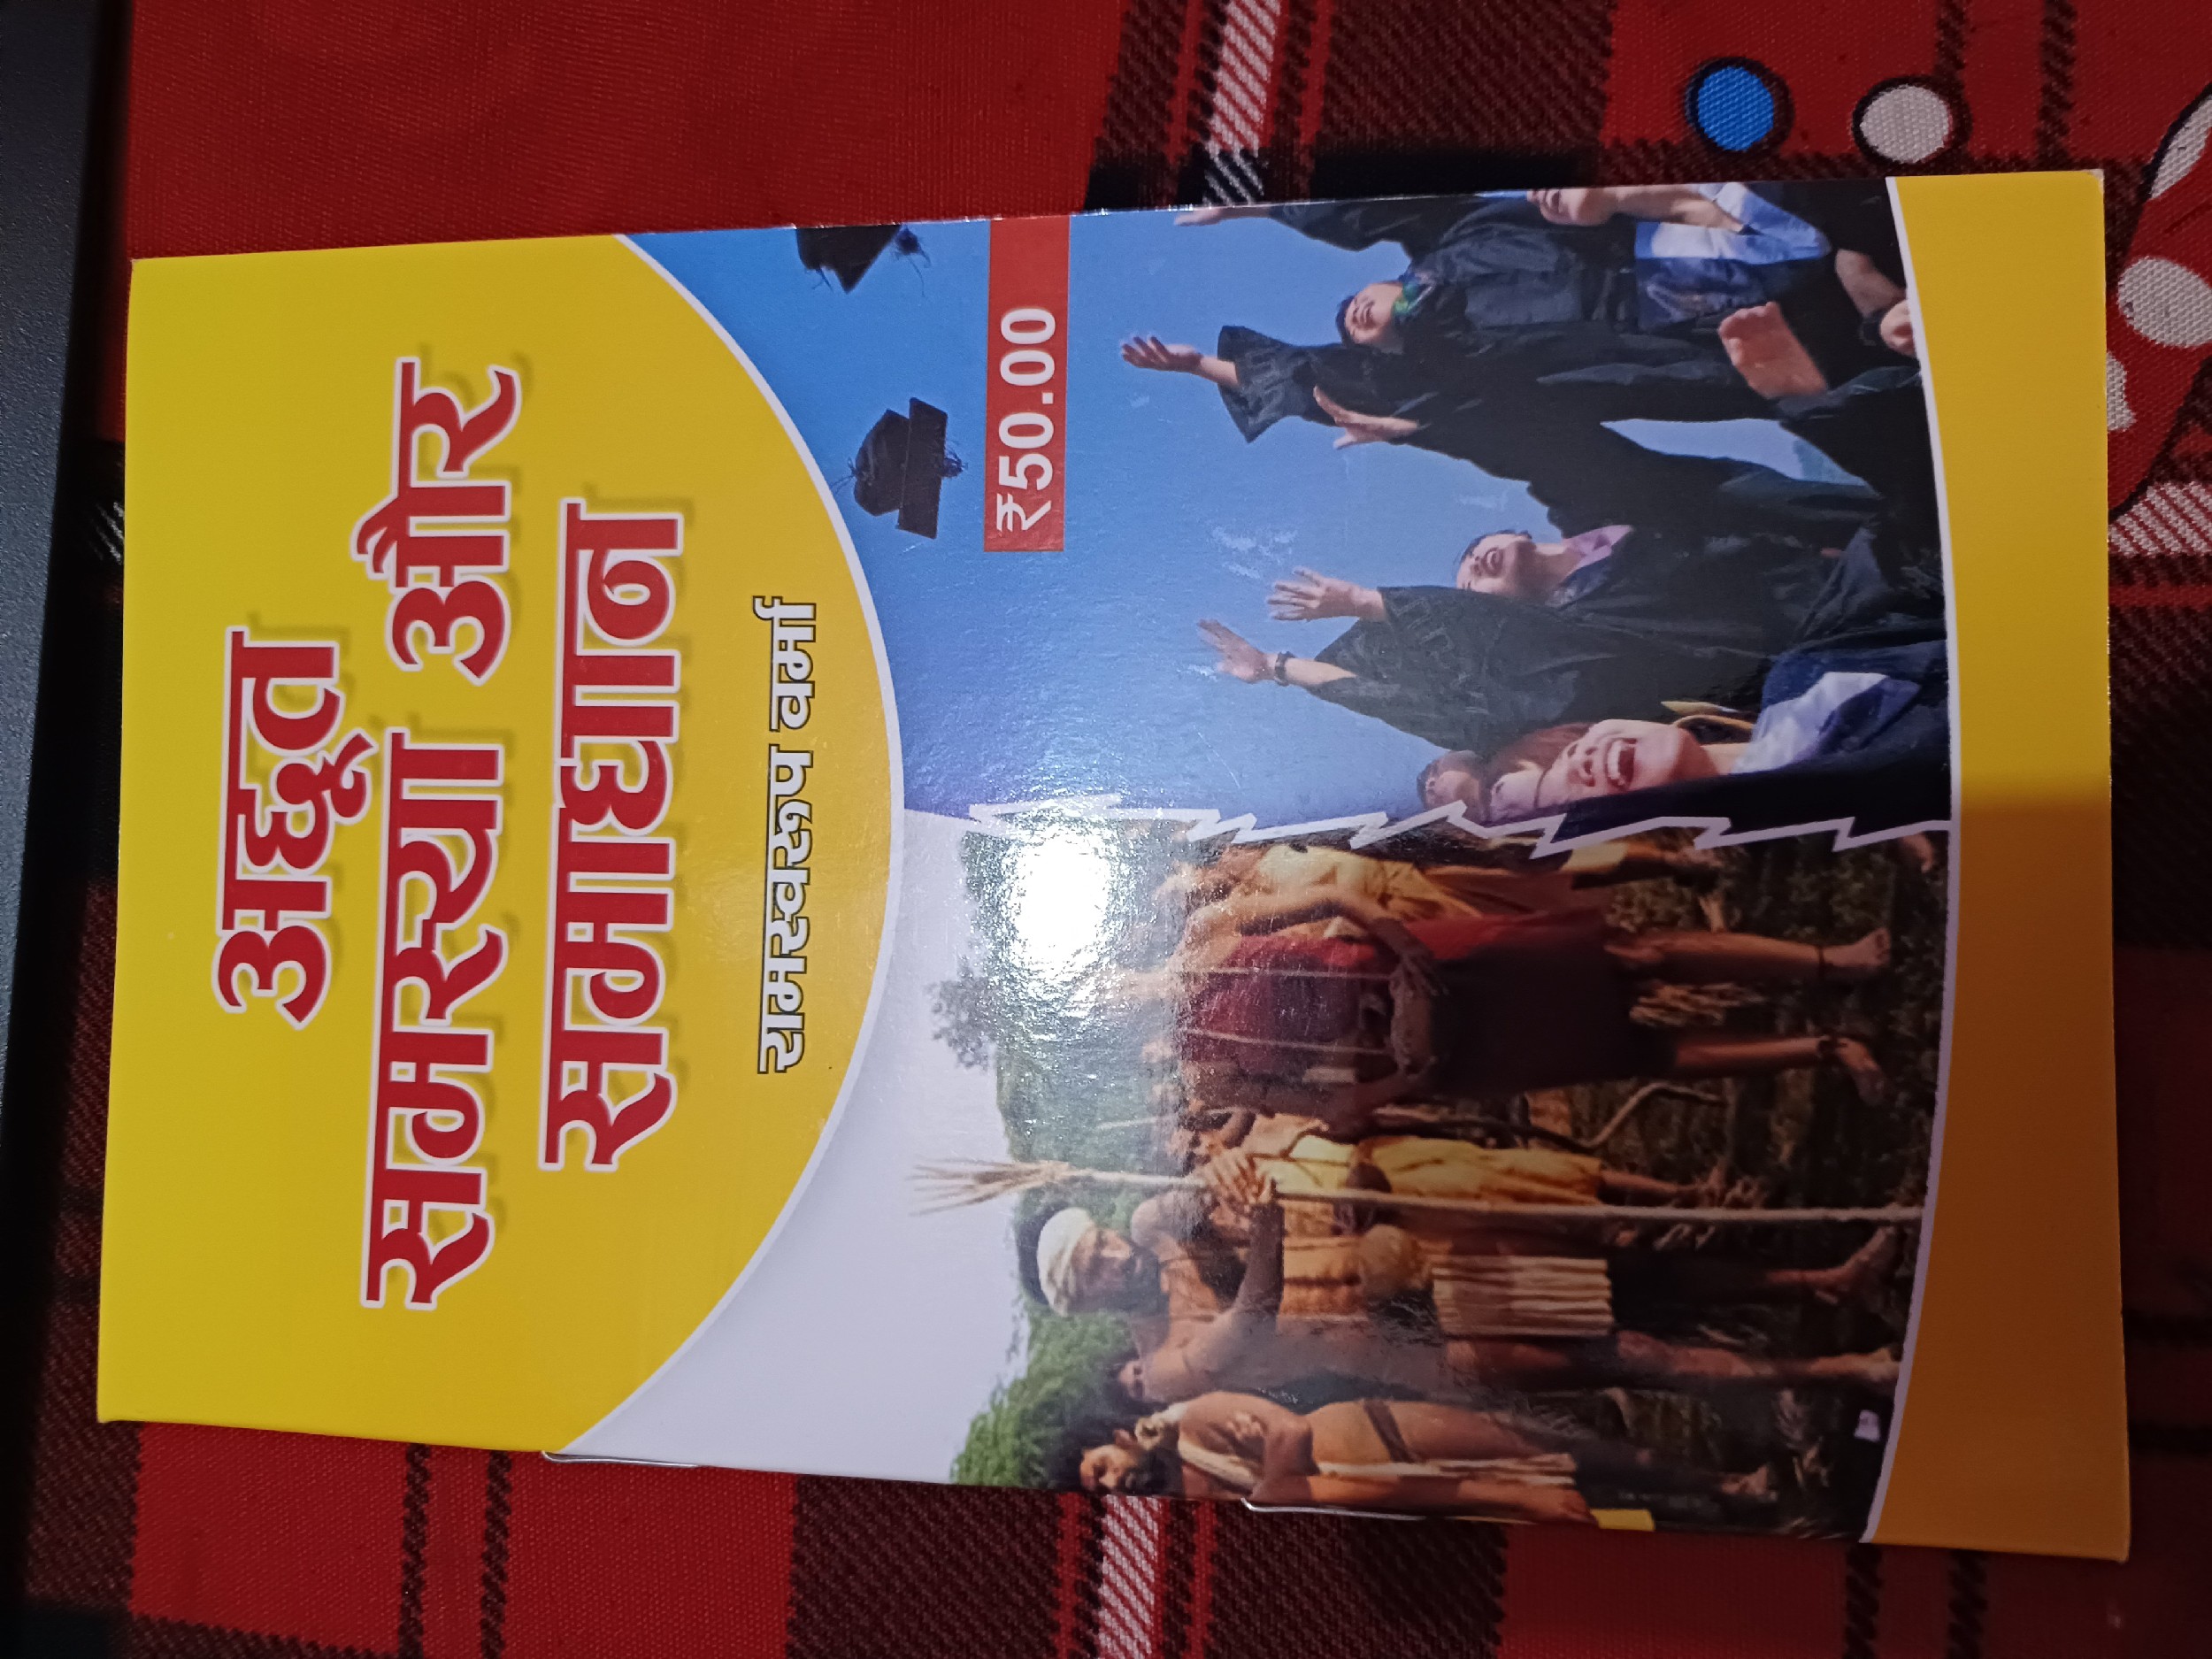 अछूत
समस्या और
समाधान
रामस्वरूप वर्मा
₹50.00